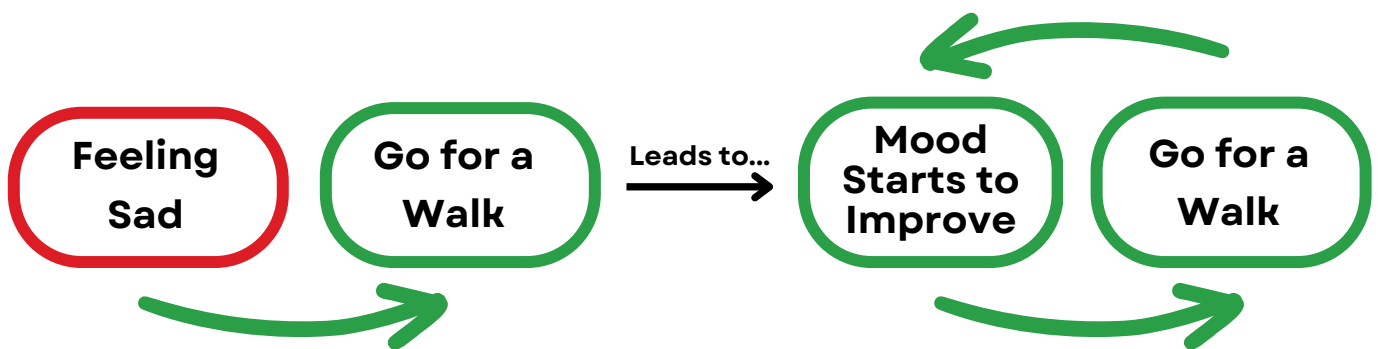 Feeling
Sad
Go for a
Walk
Leads to...
Mood
Starts to
Improve
Go for a
Walk